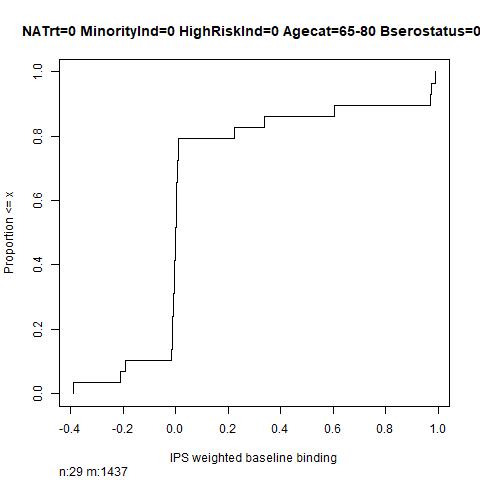 NATrt=0 MinorityInd=0 HighRiskInd=0 Agecat=65-80 Bserostatus=0
Proportion <= x
1.0
0.8
0.6
0.4
0.2
0.0
-0.4 -0.2 0.0 0.2 0.4 0.6 0.8 1.0
IPS weighted baseline binding
n:29 m:1437